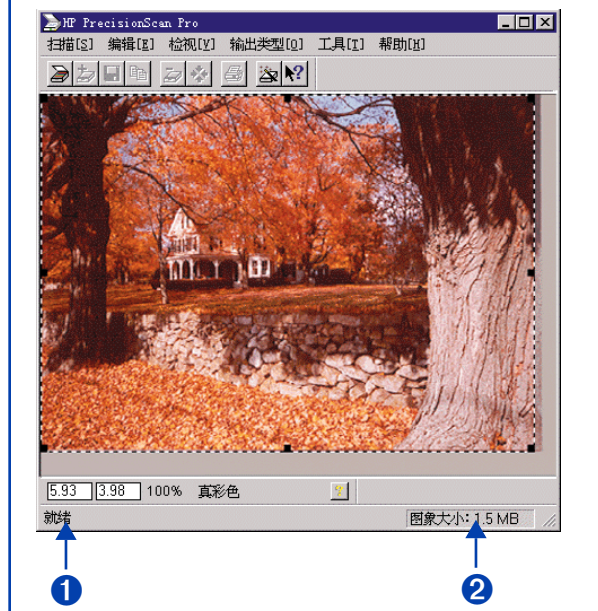 HP PrecisionScan Pro
扫描[S] 编辑[E] 检视[V] 输出类型[O] 工具[T] 帮助[H]
5.93 3.98 100% 真彩色
就绪 图象大小: 1.5 MB
1 2